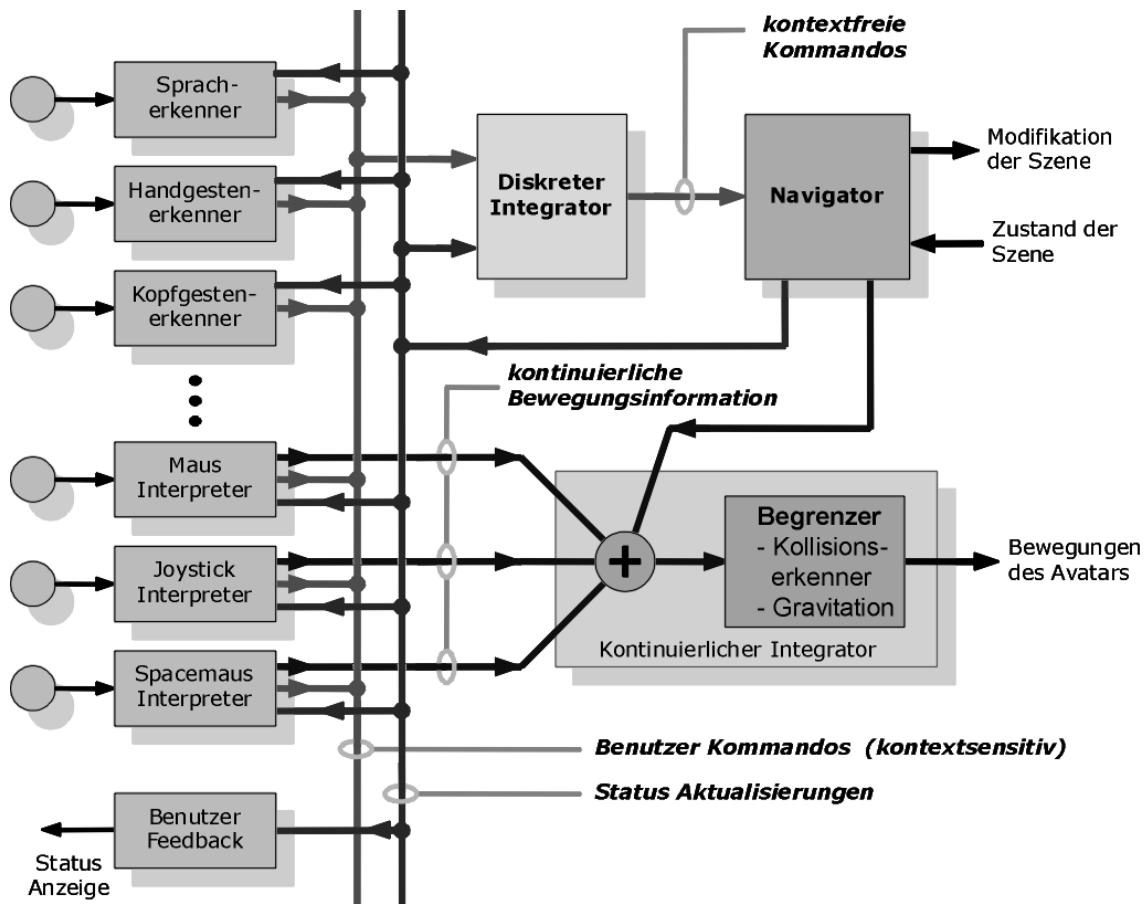 kontextfreie
Kommandos
Sprach-
erkenner
Handgesten-
erkenner
Kopfgesten-
erkenner
Diskreter
Integrator
Navigator
Modifikation
der Szene
Zustand der
Szene
kontinuierliche
Bewegungsinformation
Maus
Interpreter
Joystick
Interpreter
Spacemaus
Interpreter
+
Begrenzer
- Kollisions-
erkenner
- Gravitation
Kontinuierlicher Integrator
Bewegungen
des Avatars
Benutzer Kommandos (kontextsensitiv)
Status Aktualisierungen
Benutzer
Feedback
Status
Anzeige